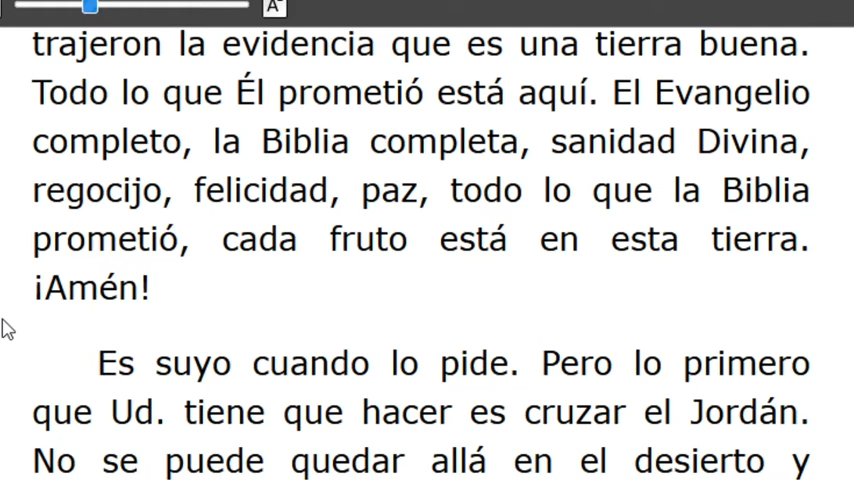 A
trajeron la evidencia que es una tierra buena.
Todo lo que Él prometió está aquí. El Evangelio
completo, la Biblia completa, sanidad Divina,
regocijo, felicidad, paz, todo lo que la Biblia
prometió, cada fruto está en esta tierra.
¡Amén!
Es suyo cuando lo pide. Pero lo primero
que Ud. tiene que hacer es cruzar el Jordán.
No se puede quedar allá en el desierto y